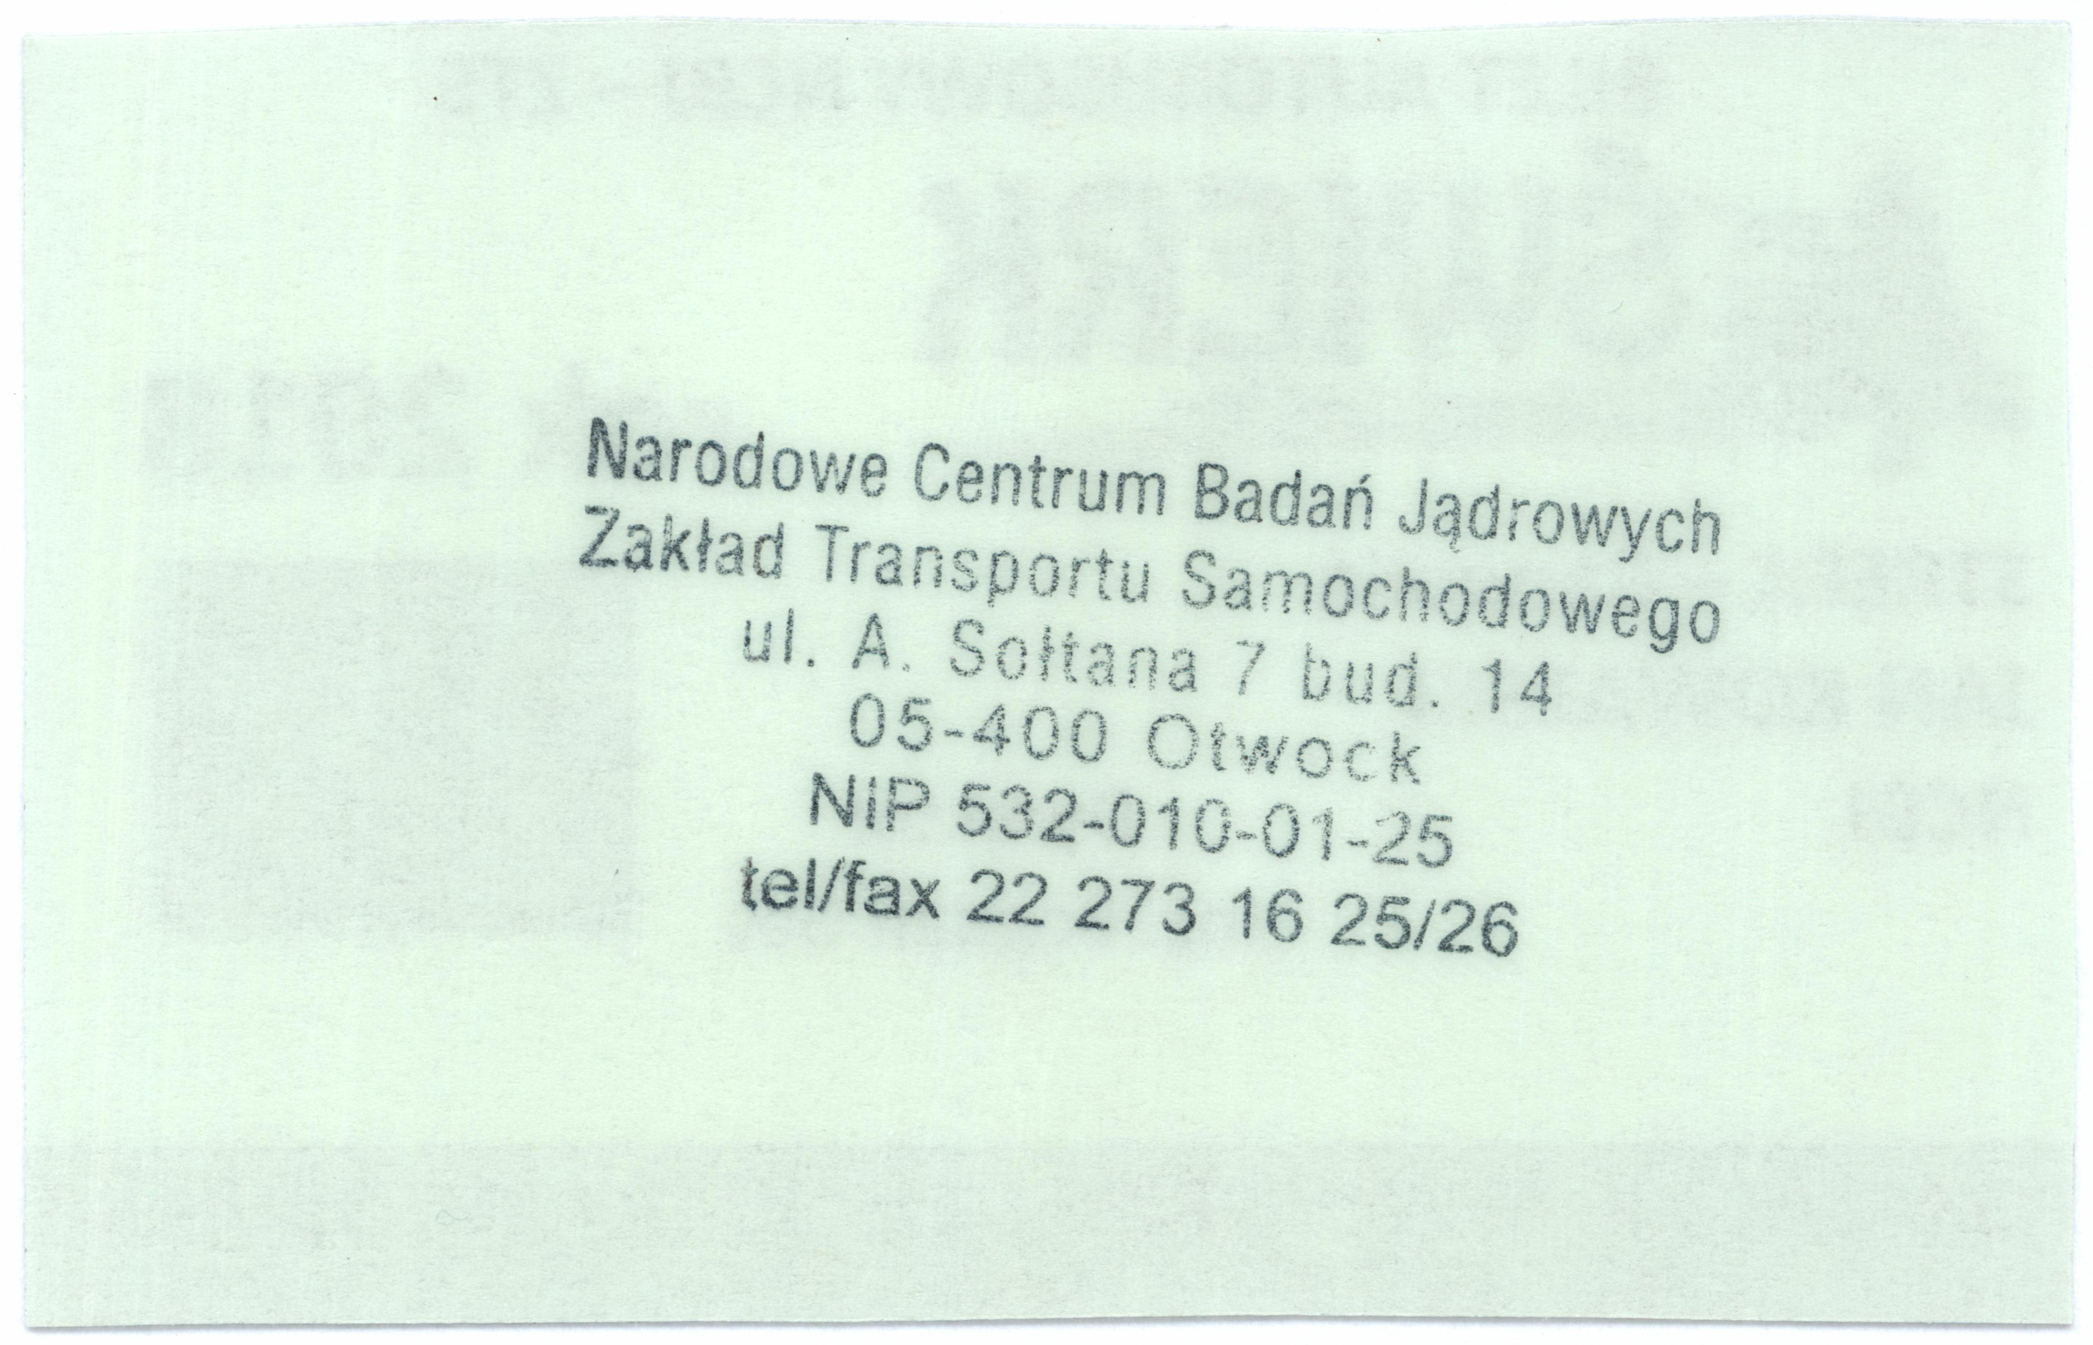 Narodowe Centrum Badań Jądrowych
Zakład Transportu Samochodowego
ul. A. Sołtana 7 bud. 14
05-400 Otwock
NIP 532-010-01-25
tel/fax 22 273 16 25/26